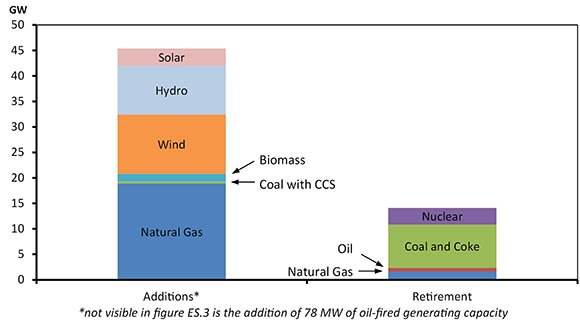 GW
50
45
40
35
30
25
20
15
10
5
0
Solar
Hydro
Wind
Biomass
Coal with CCS
Natural Gas
Nuclear
Coal and Coke
Oil
Natural Gas
Additions*
Retirement
*not visible in figure ES.3 is the addition of 78 MW of oil-fired generating capacity